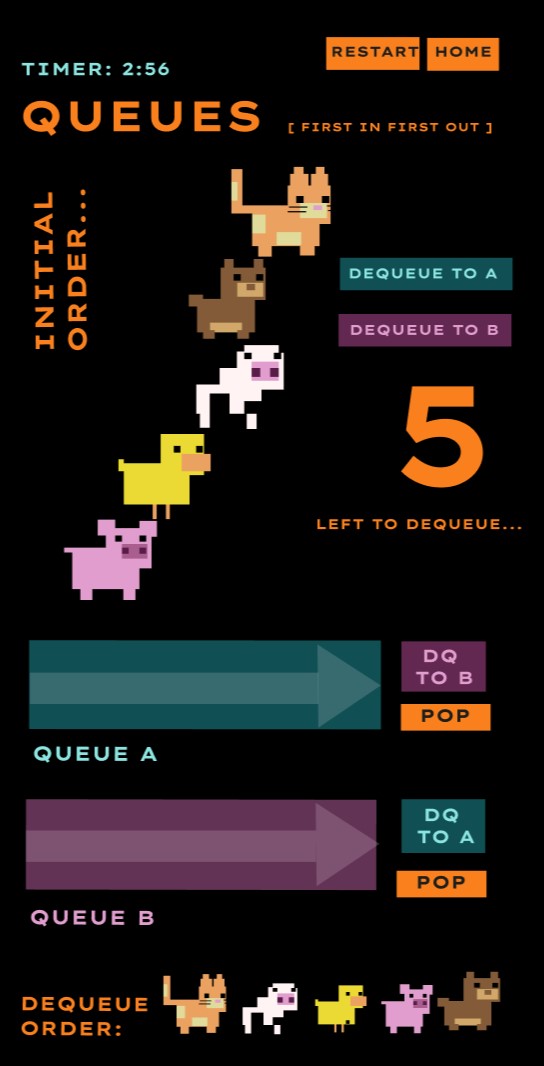 RESTART
HOME
TIMER: 2:56
QUEUES
[ FIRST IN FIRST OUT ]
INITIAL
ORDER...
DEQUEUE TO A
DEQUEUE TO B
5
LEFT TO DEQUEUE...
DQ
TO B
POP
QUEUE A
DQ
TO A
POP
QUEUE B
DEQUEUE
ORDER: